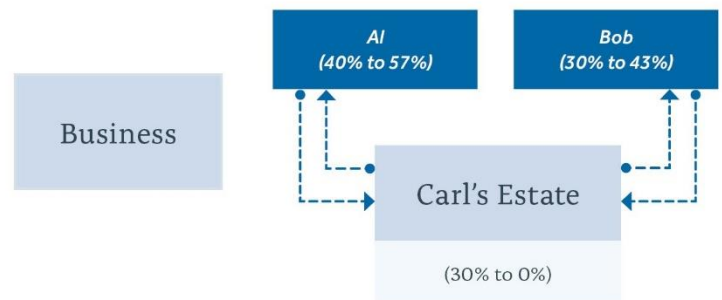 Al
(40% to 57%)
Bob
(30% to 43%)
Business
Carl's Estate
(30% to 0%)